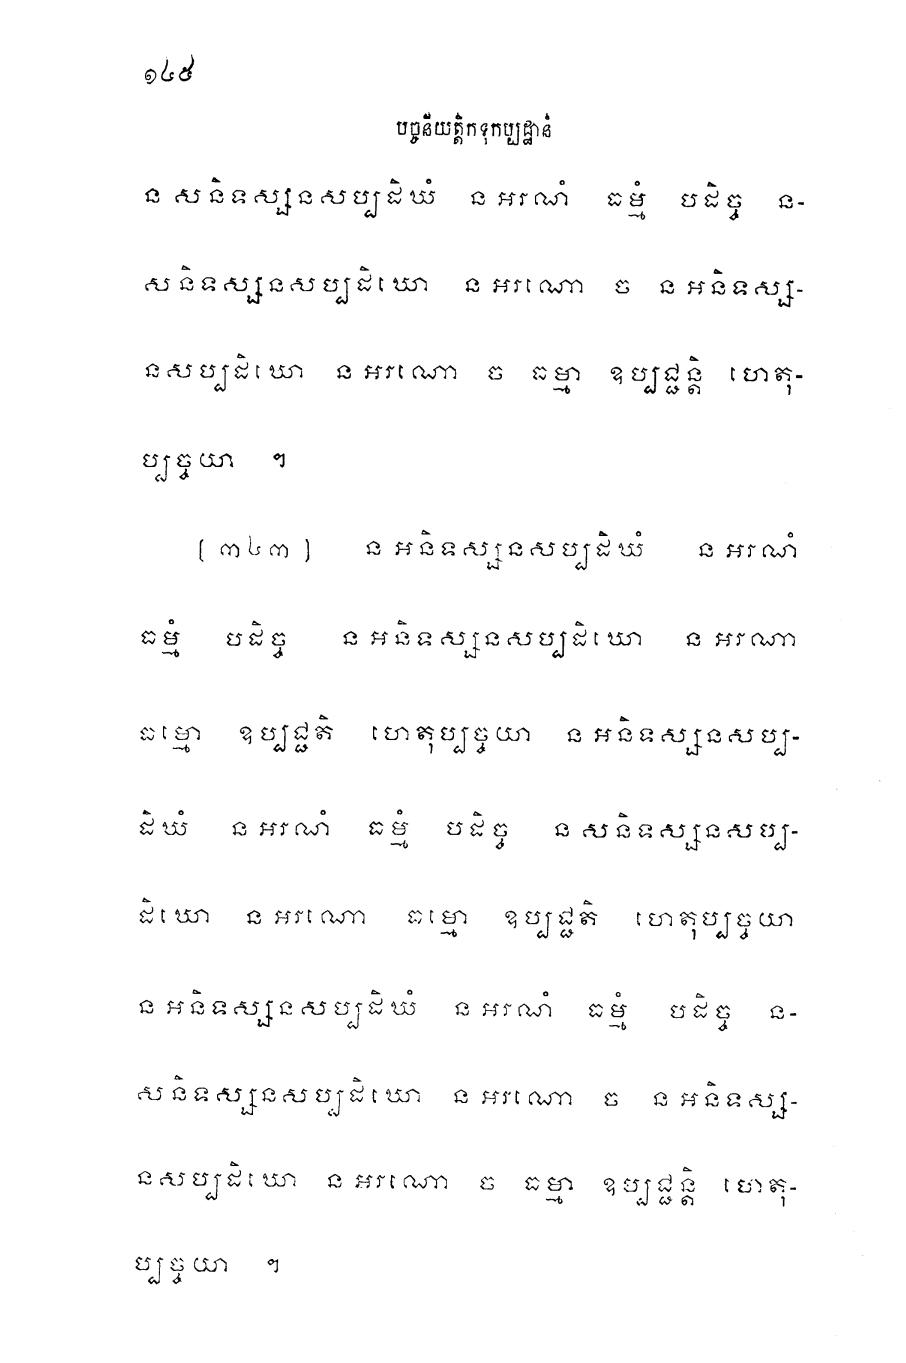 ១៤៥
បច្ចនីយត្តិកទុកប្បដ្ឋានំ
ន សនិទស្សនសប្បដិឃំ ន អរណំ ធម្មំ បដិច្ច ន-
សនិទស្សនសប្បដិឃោ ន អរណោ ច ន អនិទស្ស-
នសប្បដិឃោ ន អរណោ ច ធម្មា ឧប្បជ្ជន្តិ ហេតុ-
ប្បច្ចយា ។
[៣៤៣] ន អនិទស្សនសប្បដិឃំ ន អរណំ
ធម្មំ បដិច្ច ន អនិទស្សនសប្បដិឃោ ន អរណោ
ធម្មោ ឧប្បជ្ជតិ ហេតុប្បច្ចយា ន អនិទស្សនសប្ប-
ដិឃំ ន អរណំ ធម្មំ បដិច្ច ន សនិទស្សនសប្ប-
ដិឃោ ន អរណោ ធម្មោ ឧប្បជ្ជតិ ហេតុប្បច្ចយា
ន អនិទស្សនសប្បដិឃំ ន អរណំ ធម្មំ បដិច្ច ន-
សនិទស្សនសប្បដិឃោ ន អរណោ ច ន អនិទស្ស-
នសប្បដិឃោ ន អរណោ ច ធម្មា ឧប្បជ្ជន្តិ ហេតុ-
ប្បច្ចយា ។